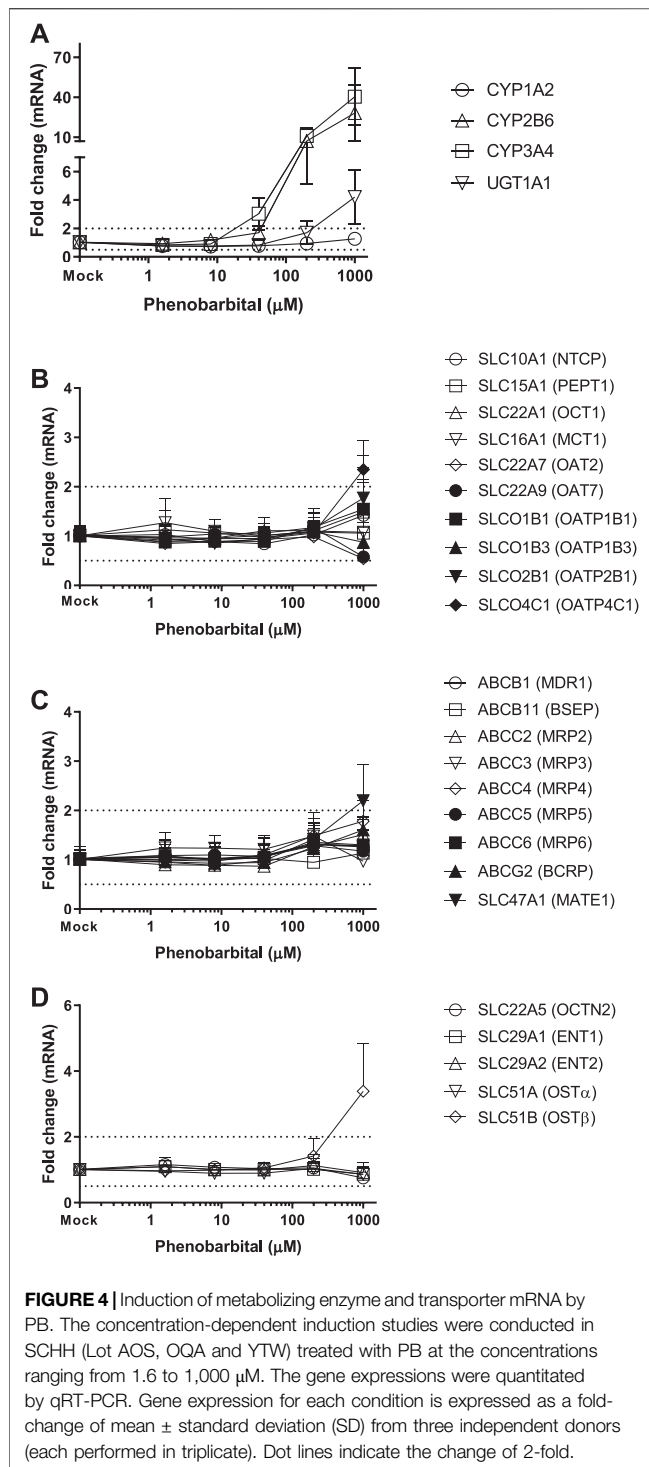 A
70
40
10
6
4
2
0
Fold change (mRNA)
Mock 1 10 100 1000
Phenobarbital (μM)
CYP1A2
CYP2B6
CYP3A4
UGT1A1
B
4
3
2
1
0
Fold change (mRNA)
Mock 1 10 100 1000
Phenobarbital (μM)
SLC10A1 (NTCP)
SLC15A1 (PEPT1)
SLC22A1 (OCT1)
SLC16A1 (MCT1)
SLC22A7 (OAT2)
SLC22A9 (OAT7)
SLCO1B1 (OATP1B1)
SLCO1B3 (OATP1B3)
SLCO2B1 (OATP2B1)
SLCO4C1 (OATP4C1)
C
4
3
2
1
0
Fold change (mRNA)
Mock 1 10 100 1000
Phenobarbital (μM)
ABCB1 (MDR1)
ABCB11 (BSEP)
ABCC2 (MRP2)
ABCC3 (MRP3)
ABCC4 (MRP4)
ABCC5 (MRP5)
ABCC6 (MRP6)
ABCG2 (BCRP)
SLC47A1 (MATE1)
D
6
4
2
0
Fold change (mRNA)
Mock 1 10 100 1000
Phenobarbital (μM)
SLC22A5 (OCTN2)
SLC29A1 (ENT1)
SLC29A2 (ENT2)
SLC51A (OSTα)
SLC51B (OSTβ)
FIGURE 4 | Induction of metabolizing enzyme and transporter mRNA by
PB. The concentration-dependent induction studies were conducted in
SCHH (Lot AOS, OQA and YTW) treated with PB at the concentrations
ranging from 1.6 to 1,000 μM. The gene expressions were quantitated
by qRT-PCR. Gene expression for each condition is expressed as a fold-
change of mean ± standard deviation (SD) from three independent donors
(each performed in triplicate). Dot lines indicate the change of 2-fold.